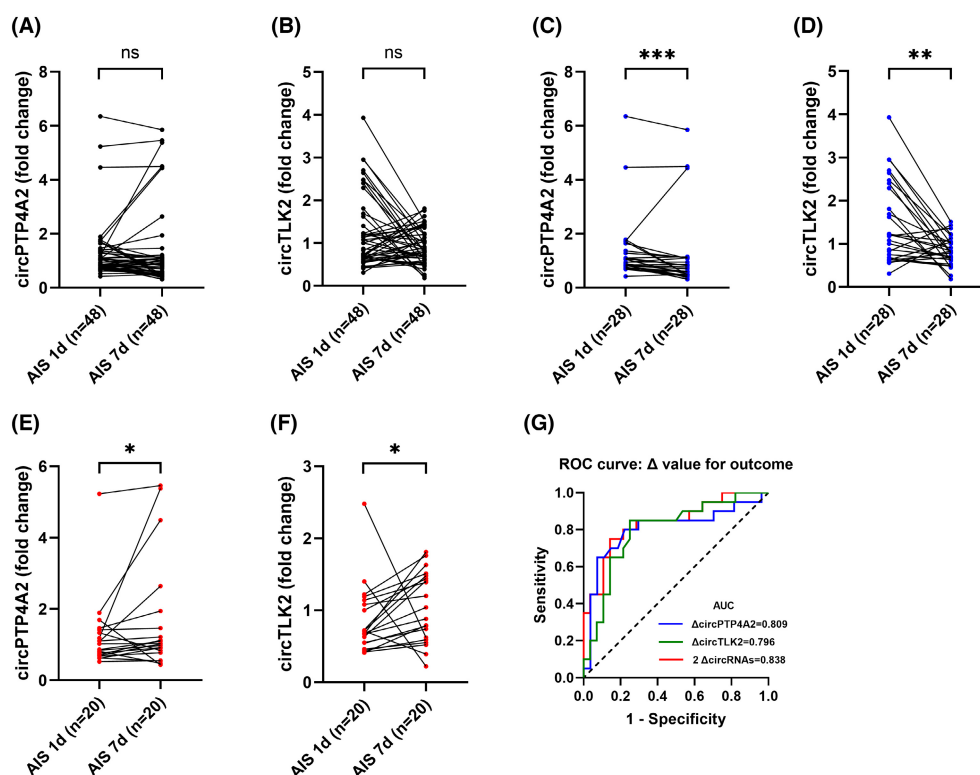 (A)
ns
circPTP4A2 (fold change)
8
6
4
2
0
AIS 1d (n=48)
AIS 7d (n=48)
(B)
ns
circTLK2 (fold change)
5
4
3
2
1
0
AIS 1d (n=48)
AIS 7d (n=48)
(C)
***
circPTP4A2 (fold change)
8
6
4
2
0
AIS 1d (n=28)
AIS 7d (n=28)
(D)
**
circTLK2 (fold change)
5
4
3
2
1
0
AIS 1d (n=28)
AIS 7d (n=28)
(E)
*
circPTP4A2 (fold change)
6
4
2
0
AIS 1d (n=20)
AIS 7d (n=20)
(F)
*
circTLK2 (fold change)
3
2
1
0
AIS 1d (n=20)
AIS 7d (n=20)
(G)
ROC curve: Δ value for outcome
Sensitivity
1.0
0.8
0.6
0.4
0.2
0.0
AUC
ΔcircPTP4A2=0.809
ΔcircTLK2=0.796
2 ΔcircRNAs=0.838
0.0 0.2 0.4 0.6 0.8 1.0
1 - Specificity